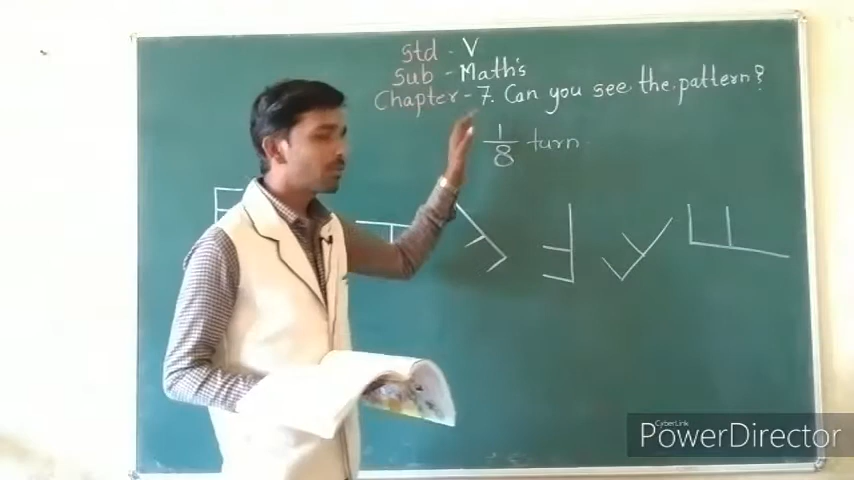 Std - V
Sub - Math's
Chapter - 7. Can you see the pattern?
1/8 turn
CyberLink
PowerDirector